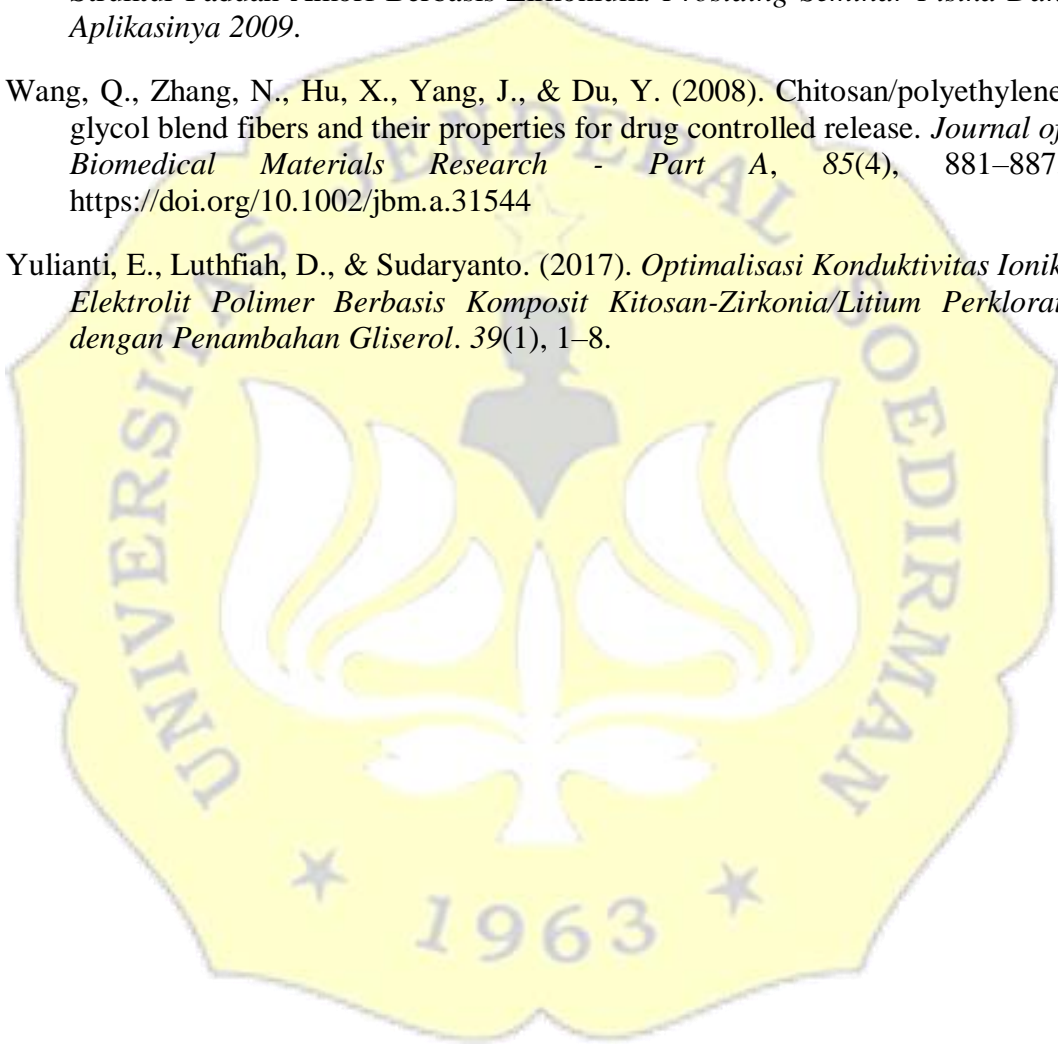 Aplikasinya 2009.
Wang, Q., Zhang, N., Hu, X., Yang, J., & Du, Y. (2008). Chitosan/polyethylene
glycol blend fibers and their properties for drug controlled release. Journal of
Biomedical Materials Research - Part A, 85(4), 881–887
https://doi.org/10.1002/jbm.a.31544
Yulianti, E., Luthfiah, D., & Sudaryanto. (2017). Optimalisasi Konduktivitas Ionik
Elektrolit Polimer Berbasis Komposit Kitosan-Zirkonia/Litium Perklorat
dengan Penambahan Gliserol. 39(1), 1–8.
UNIVERSITAS JENDERAL SOEDIRMAN
1963